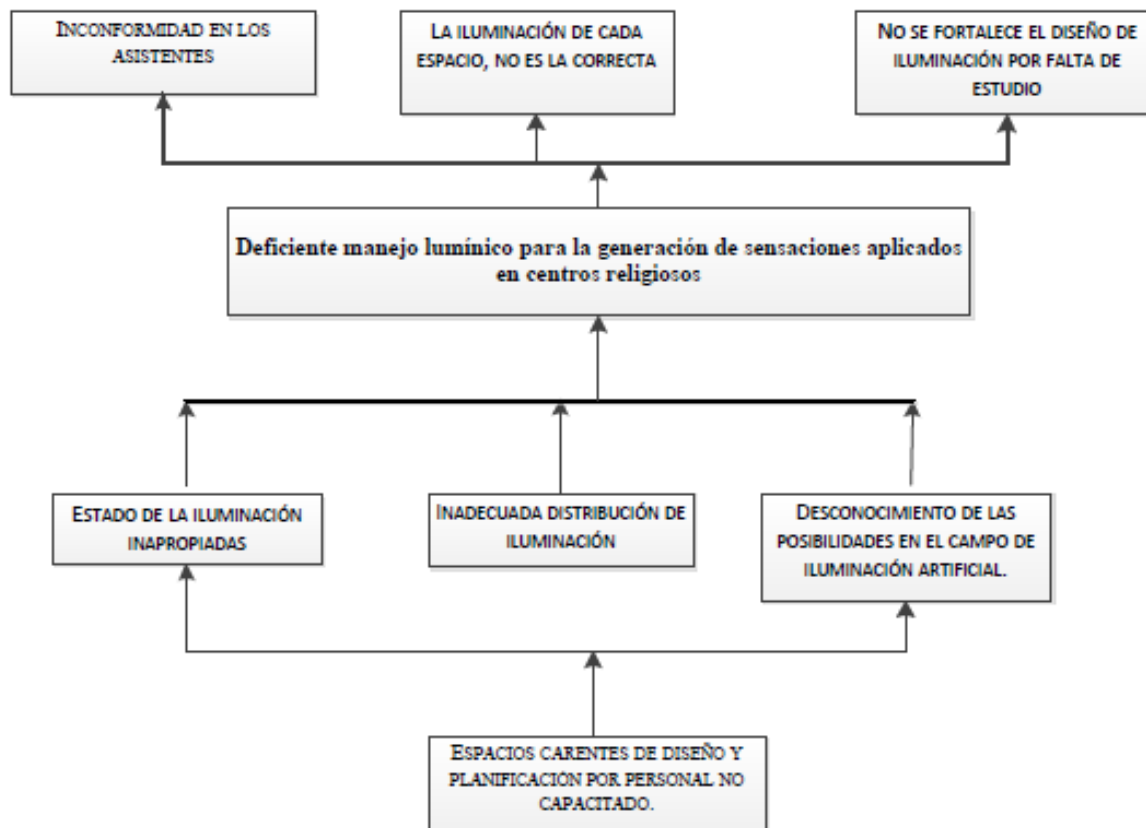 INCONFORMIDAD EN LOS
ASISTENTES
LA ILUMINACIÓN DE CADA
ESPACIO, NO ES LA CORRECTA
NO SE FORTALECE EL DISEÑO DE
ILUMINACIÓN POR FALTA DE
ESTUDIO
Deficiente manejo lumínico para la generación de sensaciones aplicados
en centros religiosos
ESTADO DE LA ILUMINACIÓN
INAPROPIADAS
INADECUADA DISTRIBUCIÓN DE
ILUMINACIÓN
DESCONOCIMIENTO DE LAS
POSIBILIDADES EN EL CAMPO DE
ILUMINACIÓN ARTIFICIAL.
ESPACIOS CARENTES DE DISEÑO Y
PLANIFICACIÓN POR PERSONAL NO
CAPACITADO.